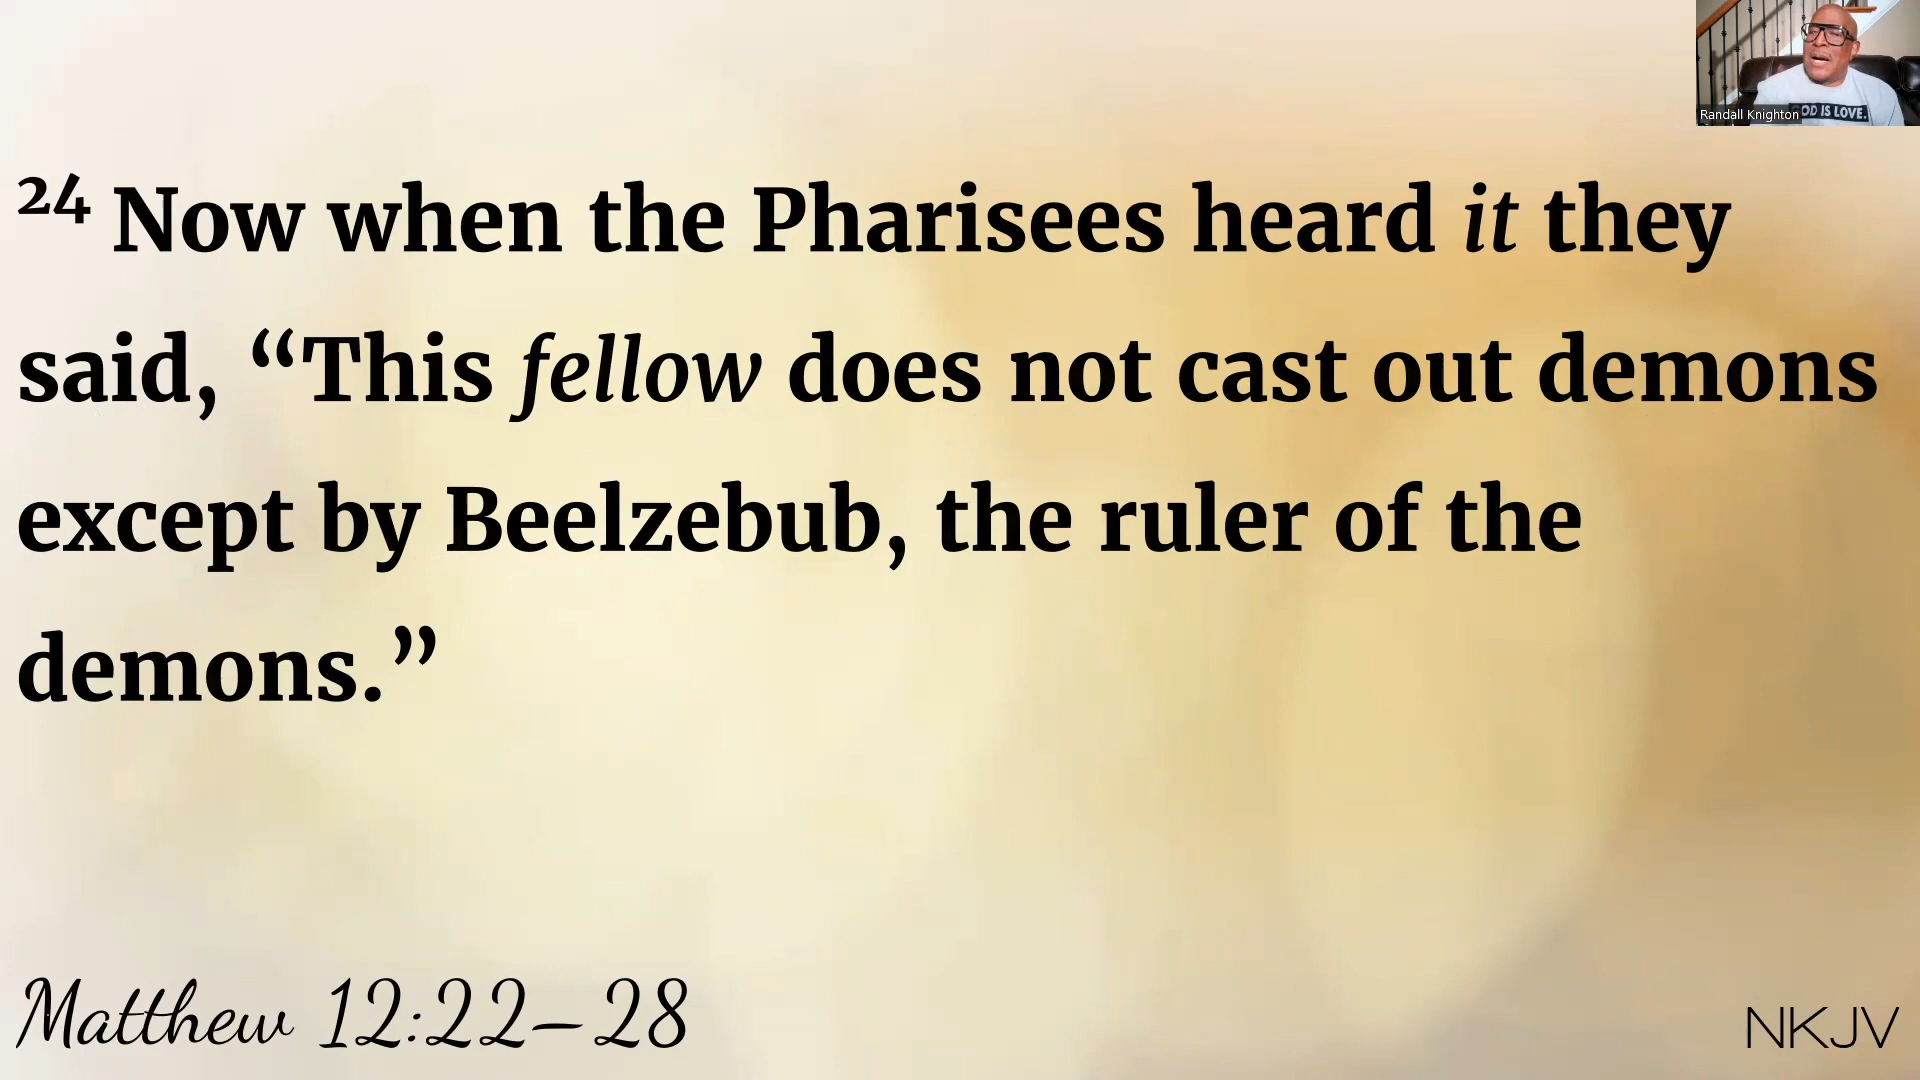 24 Now when the Pharisees heard it they
said, “This fellow does not cast out demons
except by Beelzebub, the ruler of the
demons.”
Matthew 12:22–28
NKJV
Randall Knighton
OD IS LOVE.